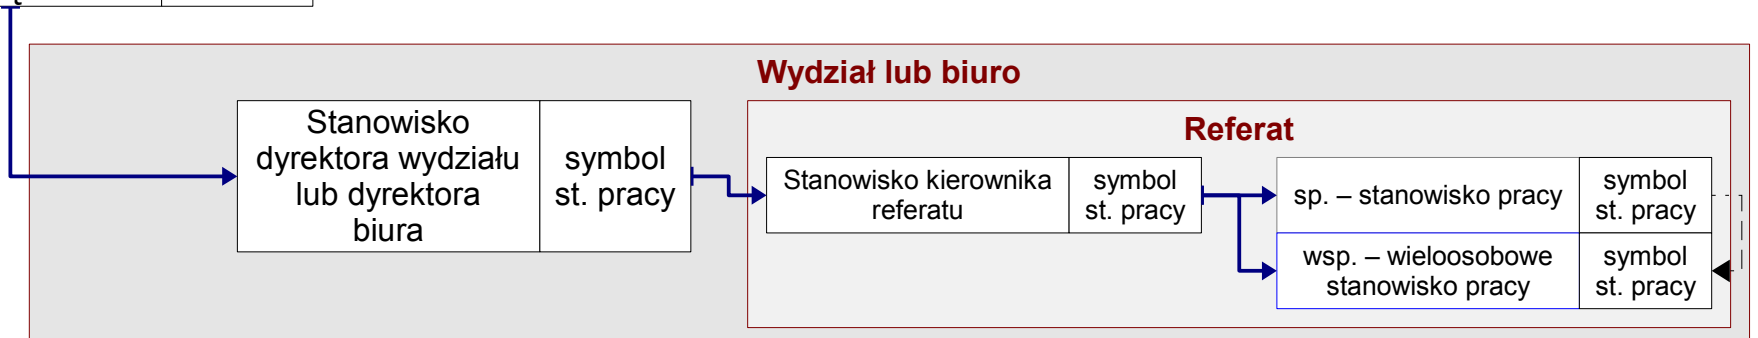 Wydział lub biuro
Stanowisko
dyrektora wydziału
lub dyrektora
biura
symbol
st. pracy
Referat
Stanowisko kierownika
referatu
symbol
st. pracy
sp. – stanowisko pracy
symbol
st. pracy
wsp. – wieloosobowe
stanowisko pracy
symbol
st. pracy